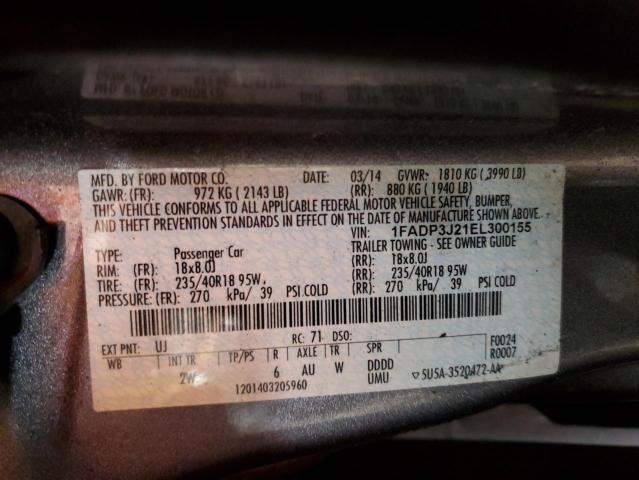 MFD. BY FORD MOTOR CO. DATE: 03/14 GVWR: 1810 KG ( 3990 LB)
GAWR: (FR): 972 KG ( 2143 LB) (RR): 880 KG ( 1940 LB)
THIS VEHICLE CONFORMS TO ALL APPLICABLE FEDERAL MOTOR VEHICLE SAFETY, BUMPER,
AND THEFT PREVENTION STANDARDS IN EFFECT ON THE DATE OF MANUFACTURE SHOWN ABOVE.
VIN: 1FADP3J21EL300155
TYPE: Passenger Car TRAILER TOWING - SEE OWNER GUIDE
RIM: (FR): 18x8.0J (RR): 18x8.0J
TIRE: (FR): 235/40R18 95W (RR): 235/40R18 95W
PRESSURE: (FR): 270 kPa/ 39 PSI COLD (RR): 270 kPa/ 39 PSI COLD
RC: 71 DSO: F0024
EXT PNT: UJ R0007
WB INT TR TP/PS R AXLE TR SPR
2W 6 AU W DDDD
UMU ▽5U5A-3520472-AA
1201403205960